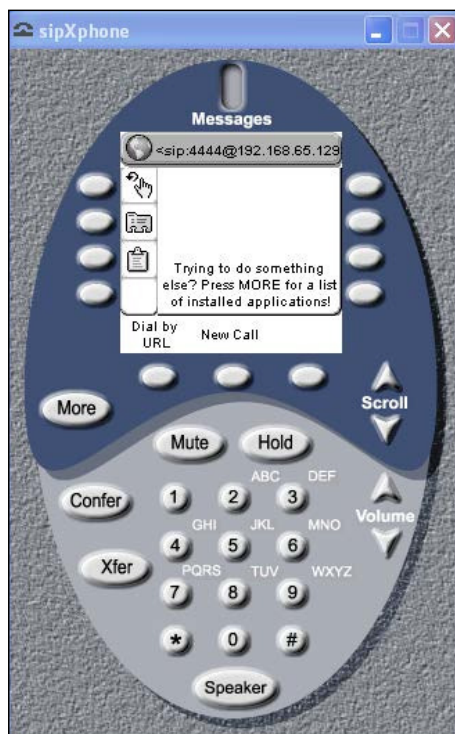 sipXphone
Messages
<sip:4444@192.168.65.129
Trying to do something
else? Press MORE for a list
of installed applications!
Dial by
URL
New Call
More
Scroll
Mute
Hold
Confer
Volume
Xfer
1
2 ABC
3 DEF
4 GHI
5 JKL
6 MNO
7 PQRS
8 TUV
9 WXYZ
*
0
#
Speaker